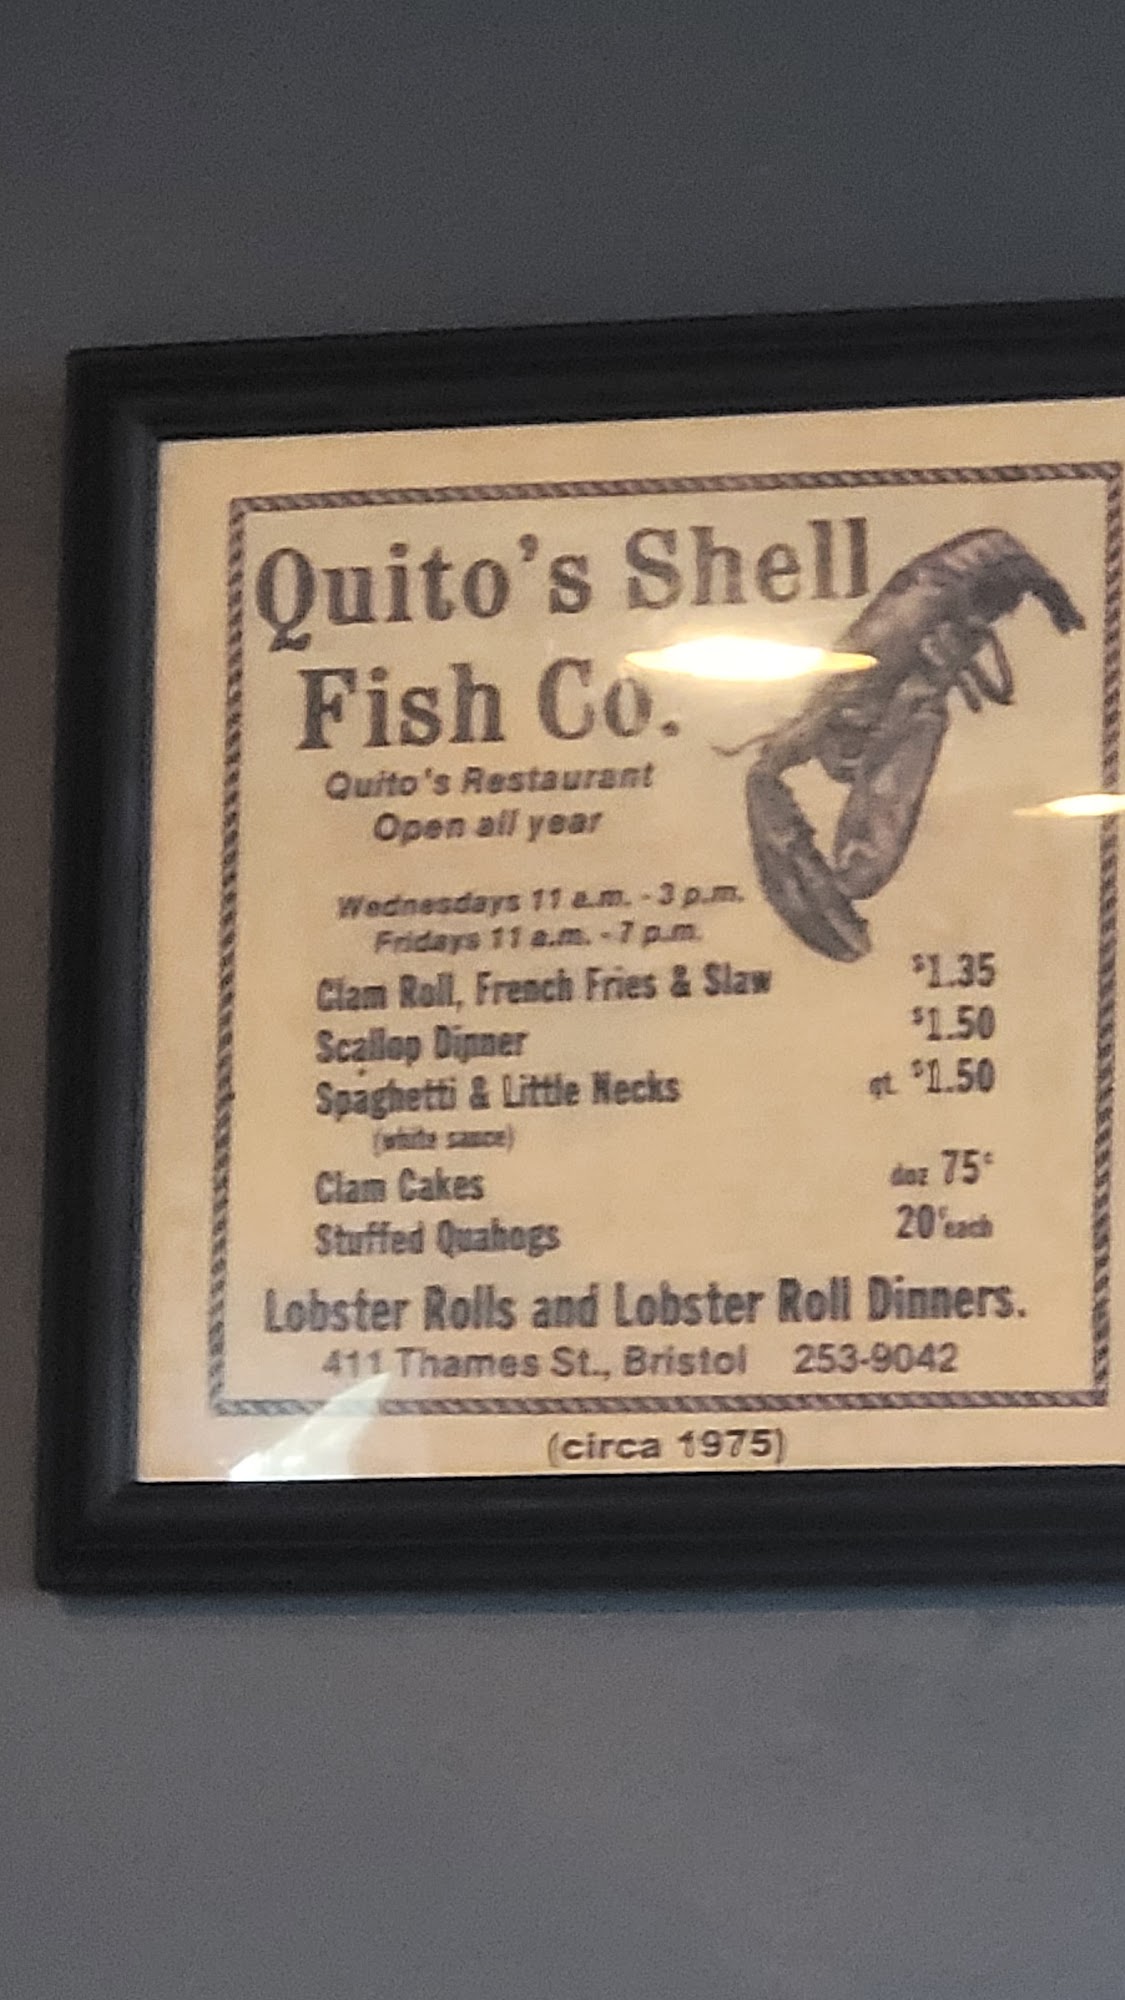 Quito's Shell
Fish Co.
Quito's Restaurant
Open all year
Wednesdays 11 a.m. - 3 p.m.
Fridays 11 a.m. - 7 p.m.
Clam Roll, French Fries & Slaw $1.35
Scallop Dinner $1.50
Spaghetti & Little Necks qt. $1.50
(white sauce)
Clam Cakes doz 75¢
Stuffed Quahogs 20¢ each
Lobster Rolls and Lobster Roll Dinners.
411 Thames St., Bristol 253-9042
(circa 1975)